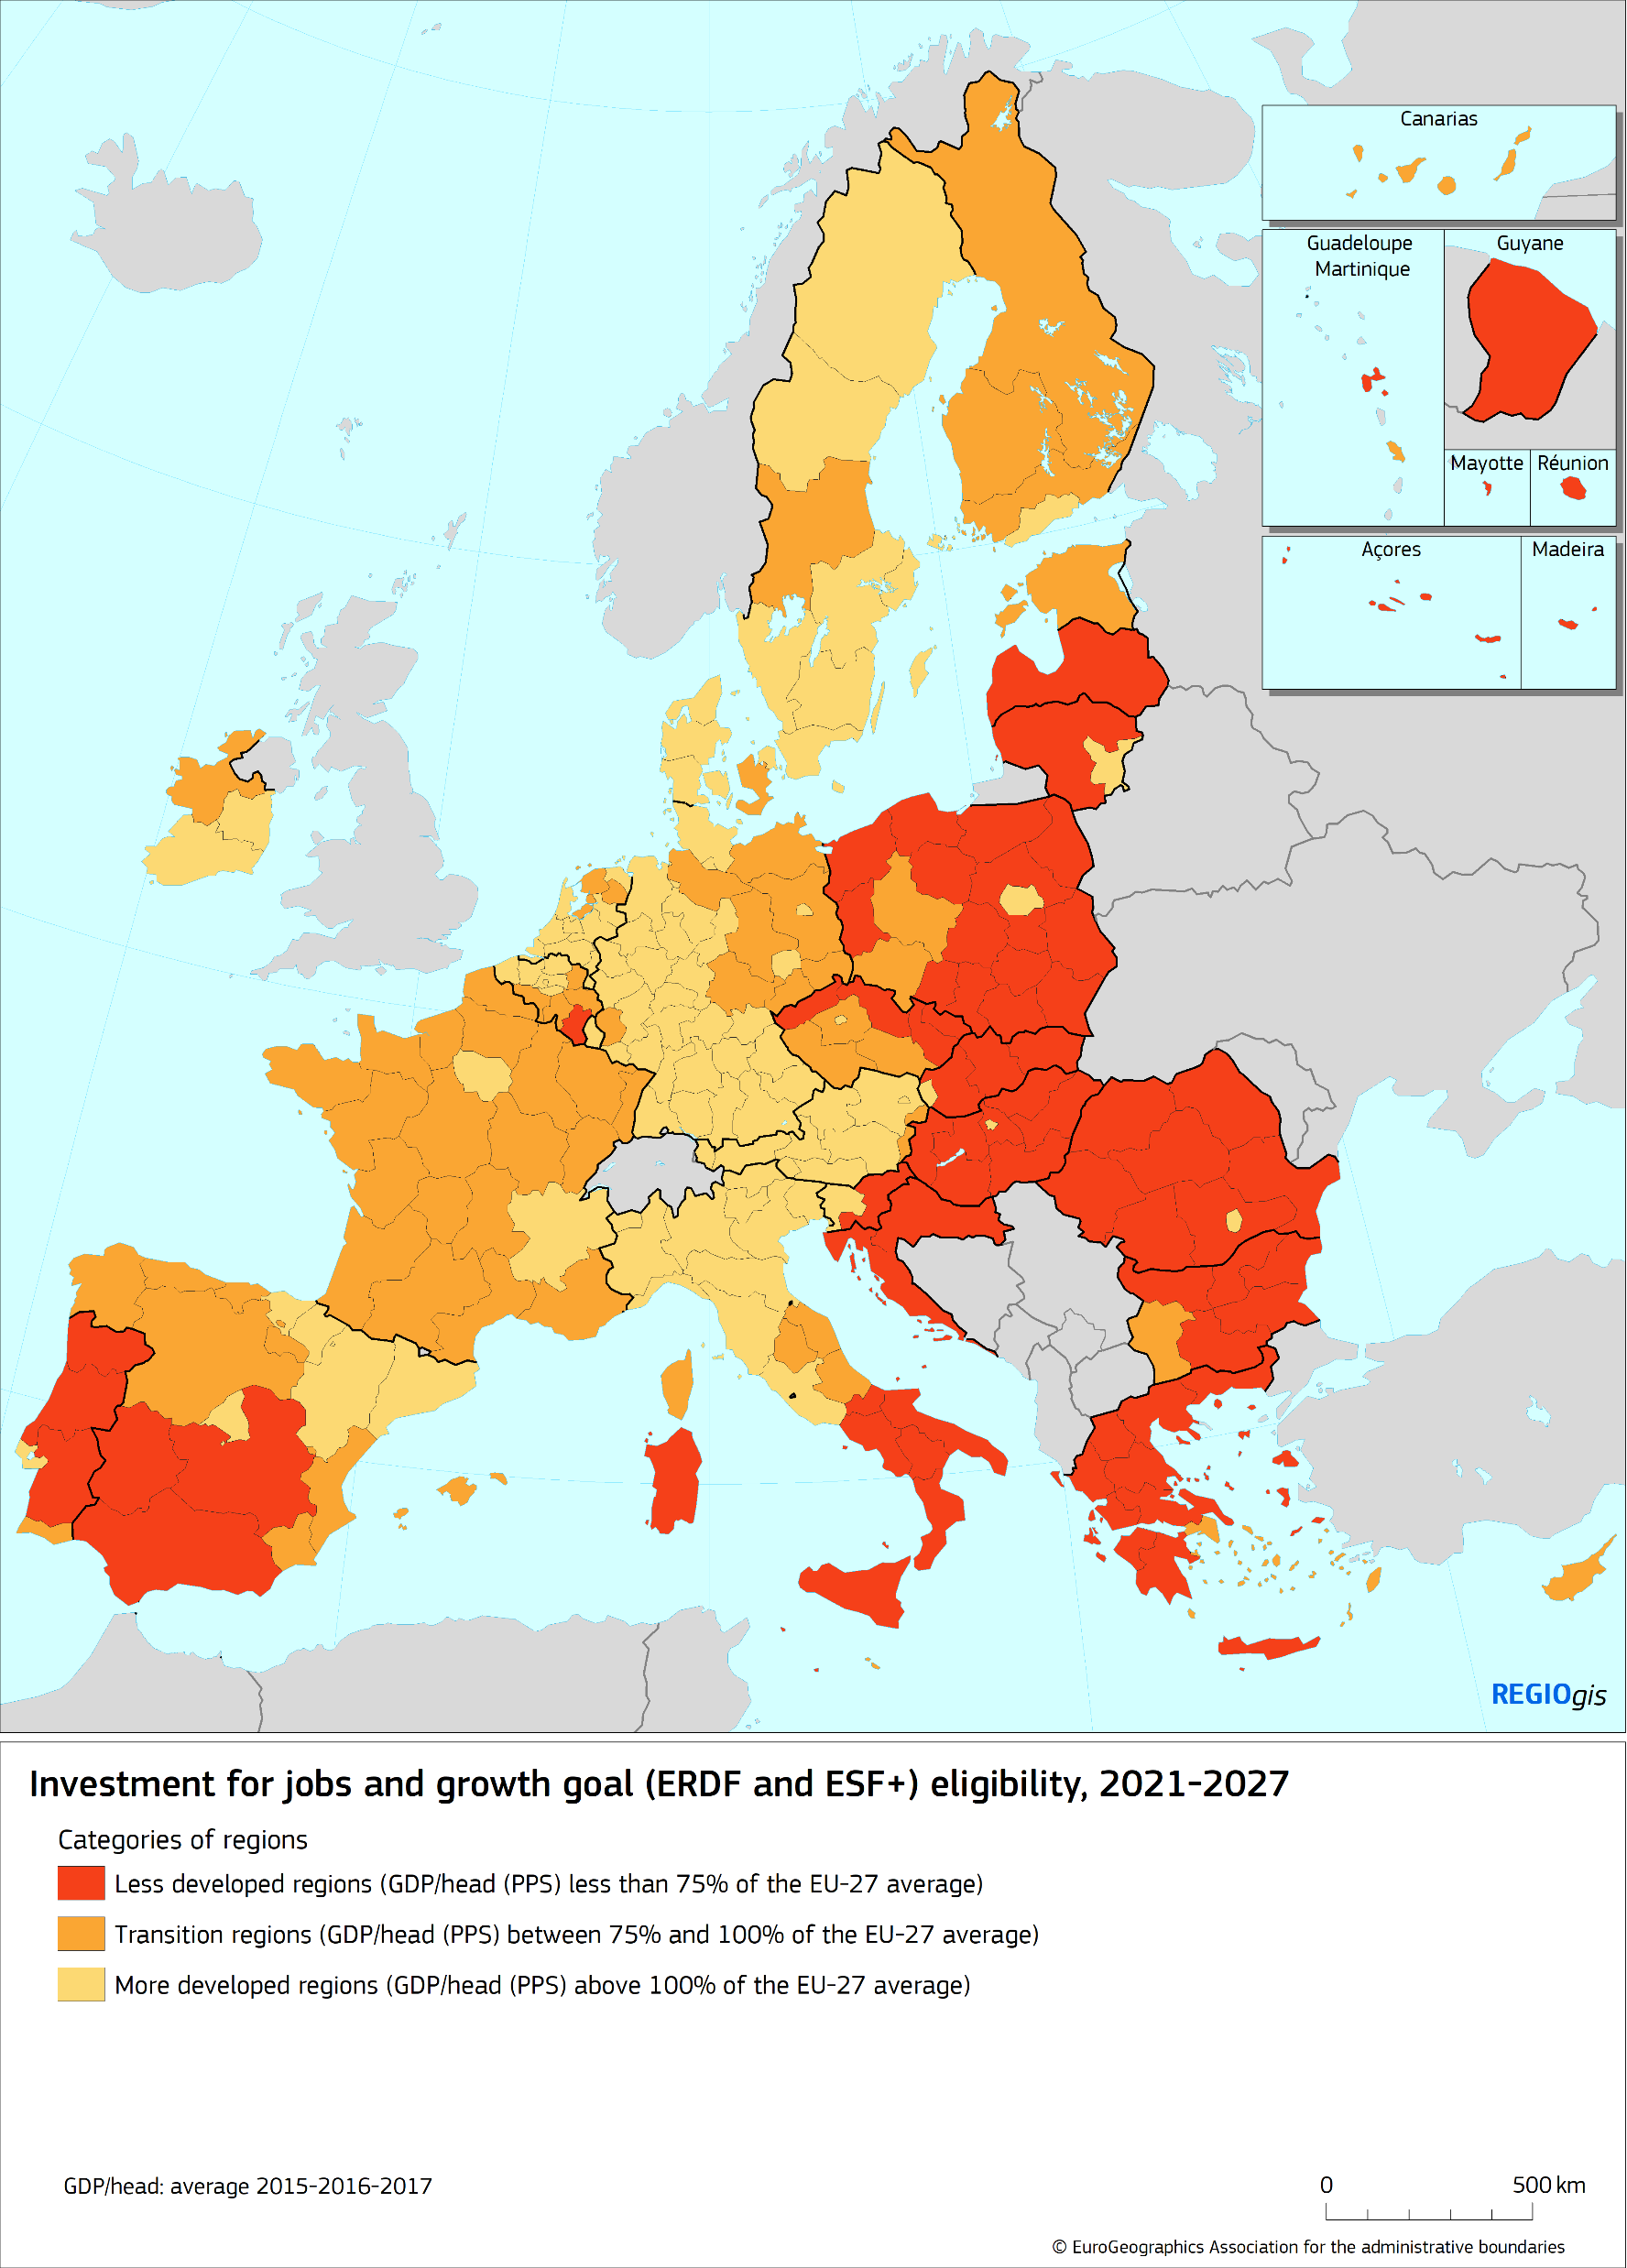 Canarias
Guadeloupe
Martinique
Guyane
Mayotte
Réunion
Açores
Madeira
REGIOgis
Investment for jobs and growth goal (ERDF and ESF+) eligibility, 2021-2027
Categories of regions
Less developed regions (GDP/head (PPS) less than 75% of the EU-27 average)
Transition regions (GDP/head (PPS) between 75% and 100% of the EU-27 average)
More developed regions (GDP/head (PPS) above 100% of the EU-27 average)
GDP/head: average 2015-2016-2017
0 500 km
© EuroGeographics Association for the administrative boundaries